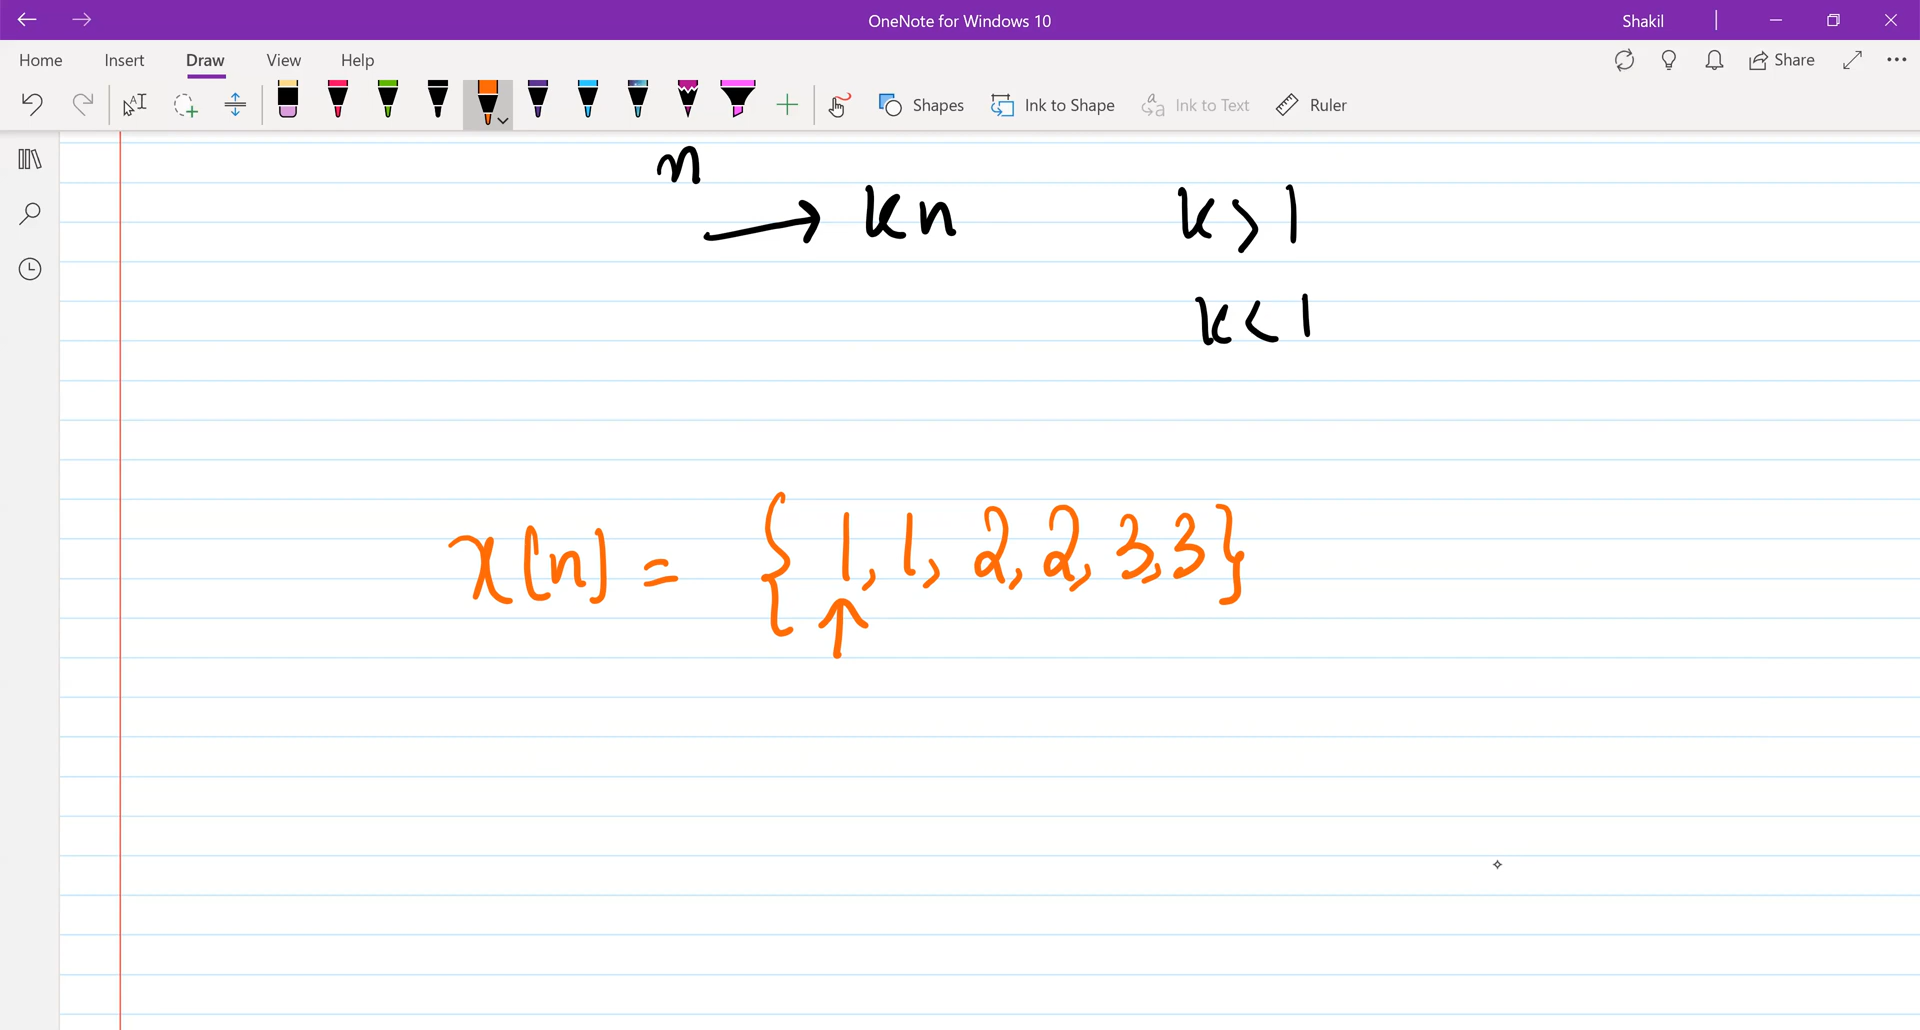 OneNote for Windows 10 Shakil
Home Insert Draw View Help Share
Shapes Ink to Shape Ink to Text Ruler
n
→ kn k > 1
k < 1
x[n] = { 1, 1, 2, 2, 3, 3 }
↑